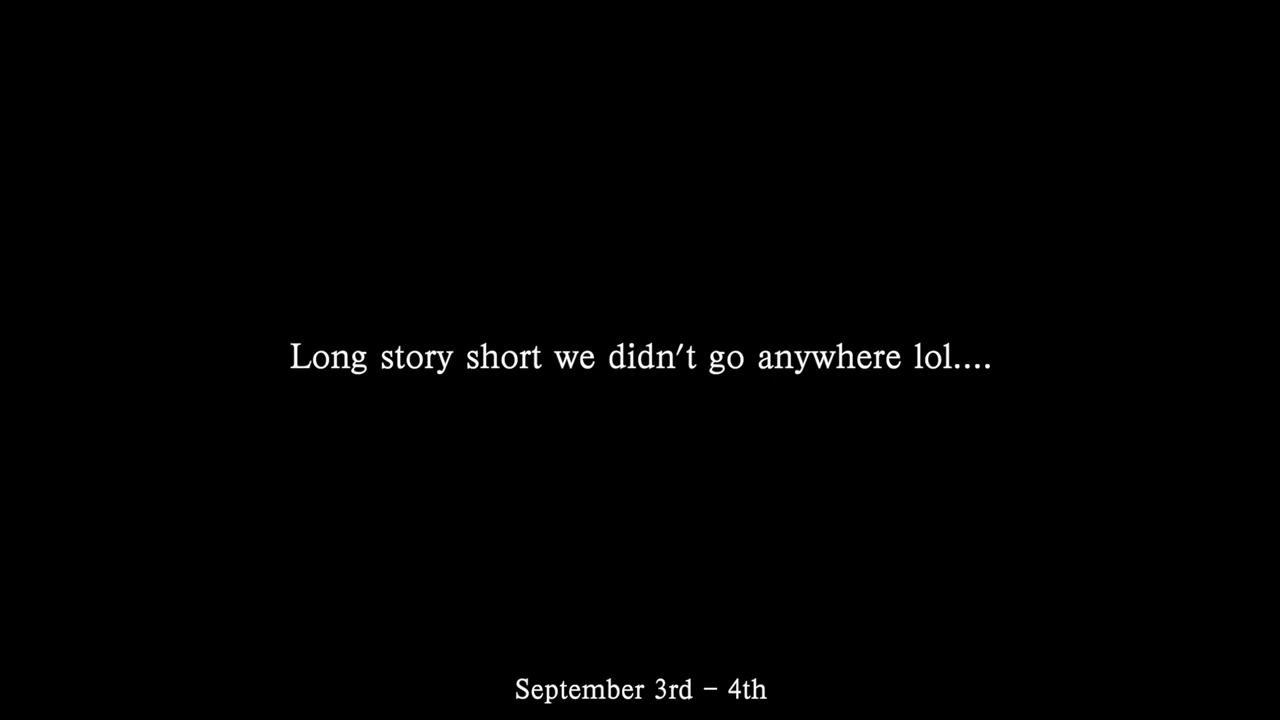 Long story short we didn't go anywhere lol....
September 3rd - 4th